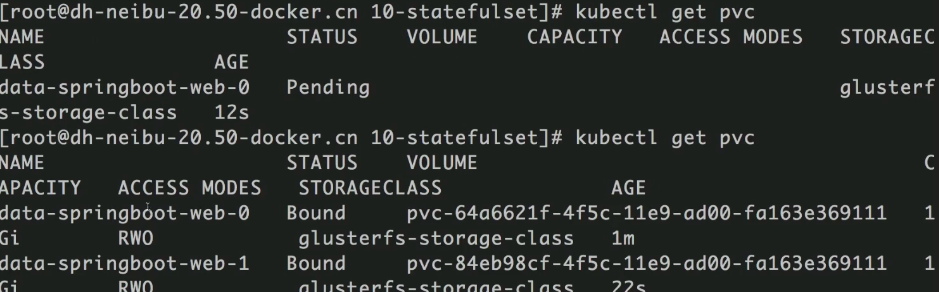 [root@dh-neibu-20.50-docker.cn 10-statefulset]# kubectl get pvc
NAME STATUS VOLUME CAPACITY ACCESS MODES STORAGEC
LASS AGE
data-springboot-web-0 Pending glusterf
s-storage-class 12s
[root@dh-neibu-20.50-docker.cn 10-statefulset]# kubectl get pvc
NAME STATUS VOLUME C
APACITY ACCESS MODES STORAGECLASS AGE
data-springboot-web-0 Bound pvc-64a6621f-4f5c-11e9-ad00-fa163e369111 1
Gi RWO glusterfs-storage-class 1m
data-springboot-web-1 Bound pvc-84eb98cf-4f5c-11e9-ad00-fa163e369111 1
Gi RWO glusterfs-storage-class 22s